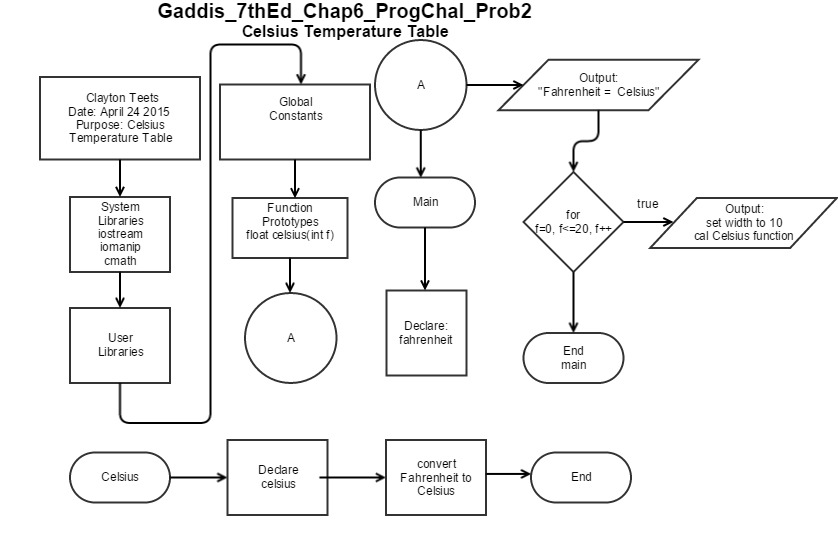 Gaddis_7thEd_Chap6_ProgChal_Prob2
Celsius Temperature Table
Clayton Teets
Date: April 24 2015
Purpose: Celsius
Temperature Table
System
Libraries
iostream
iomanip
cmath
User
Libraries
Global
Constants
Function
Prototypes
float celsius(int f)
A
A
Main
Declare:
fahrenheit
Output:
"Fahrenheit = Celsius"
for
f=0, f<=20, f++
true
Output:
set width to 10
cal Celsius function
End
main
Celsius
Declare
celsius
convert
Fahrenheit to
Celsius
End